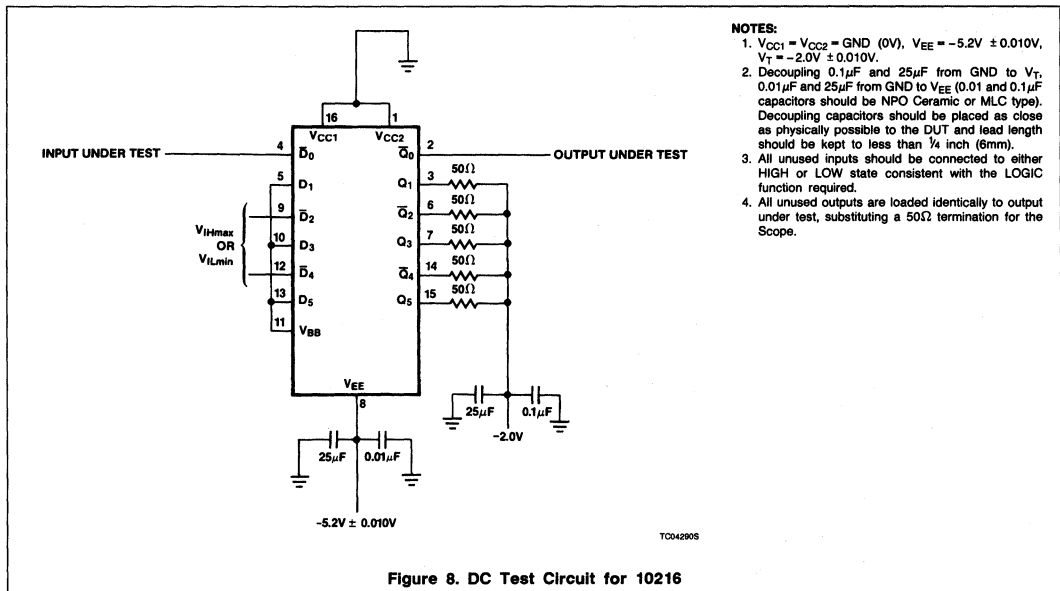 NOTES:
1. VCC1 = VCC2 = GND (0V), VEE = −5.2V ± 0.010V,
VT = −2.0V ± 0.010V.
2. Decoupling 0.1µF and 25µF from GND to VT,
0.01µF and 25µF from GND to VEE (0.01 and 0.1µF
capacitors should be NPO Ceramic or MLC type).
Decoupling capacitors should be placed as close
as physically possible to the DUT and lead length
should be kept to less than ¼ inch (6mm).
3. All unused inputs should be connected to either
HIGH or LOW state consistent with the LOGIC
function required.
4. All unused outputs are loaded identically to output
under test, substituting a 50Ω termination for the
Scope.
16 1
VCC1 VCC2
INPUT UNDER TEST 4 D̅0 Q̅0 2 OUTPUT UNDER TEST
50Ω
5 D1 Q1 3
50Ω
9 D̅2 Q̅2 6
VIHmax
OR
VILmin
50Ω
10 D3 Q3 7
50Ω
12 D̅4 Q̅4 14
50Ω
13 D5 Q5 15
11 VBB
VEE
8
25µF 0.1µF
−2.0V
25µF 0.01µF
−5.2V ± 0.010V
TC04290S
Figure 8. DC Test Circuit for 10216